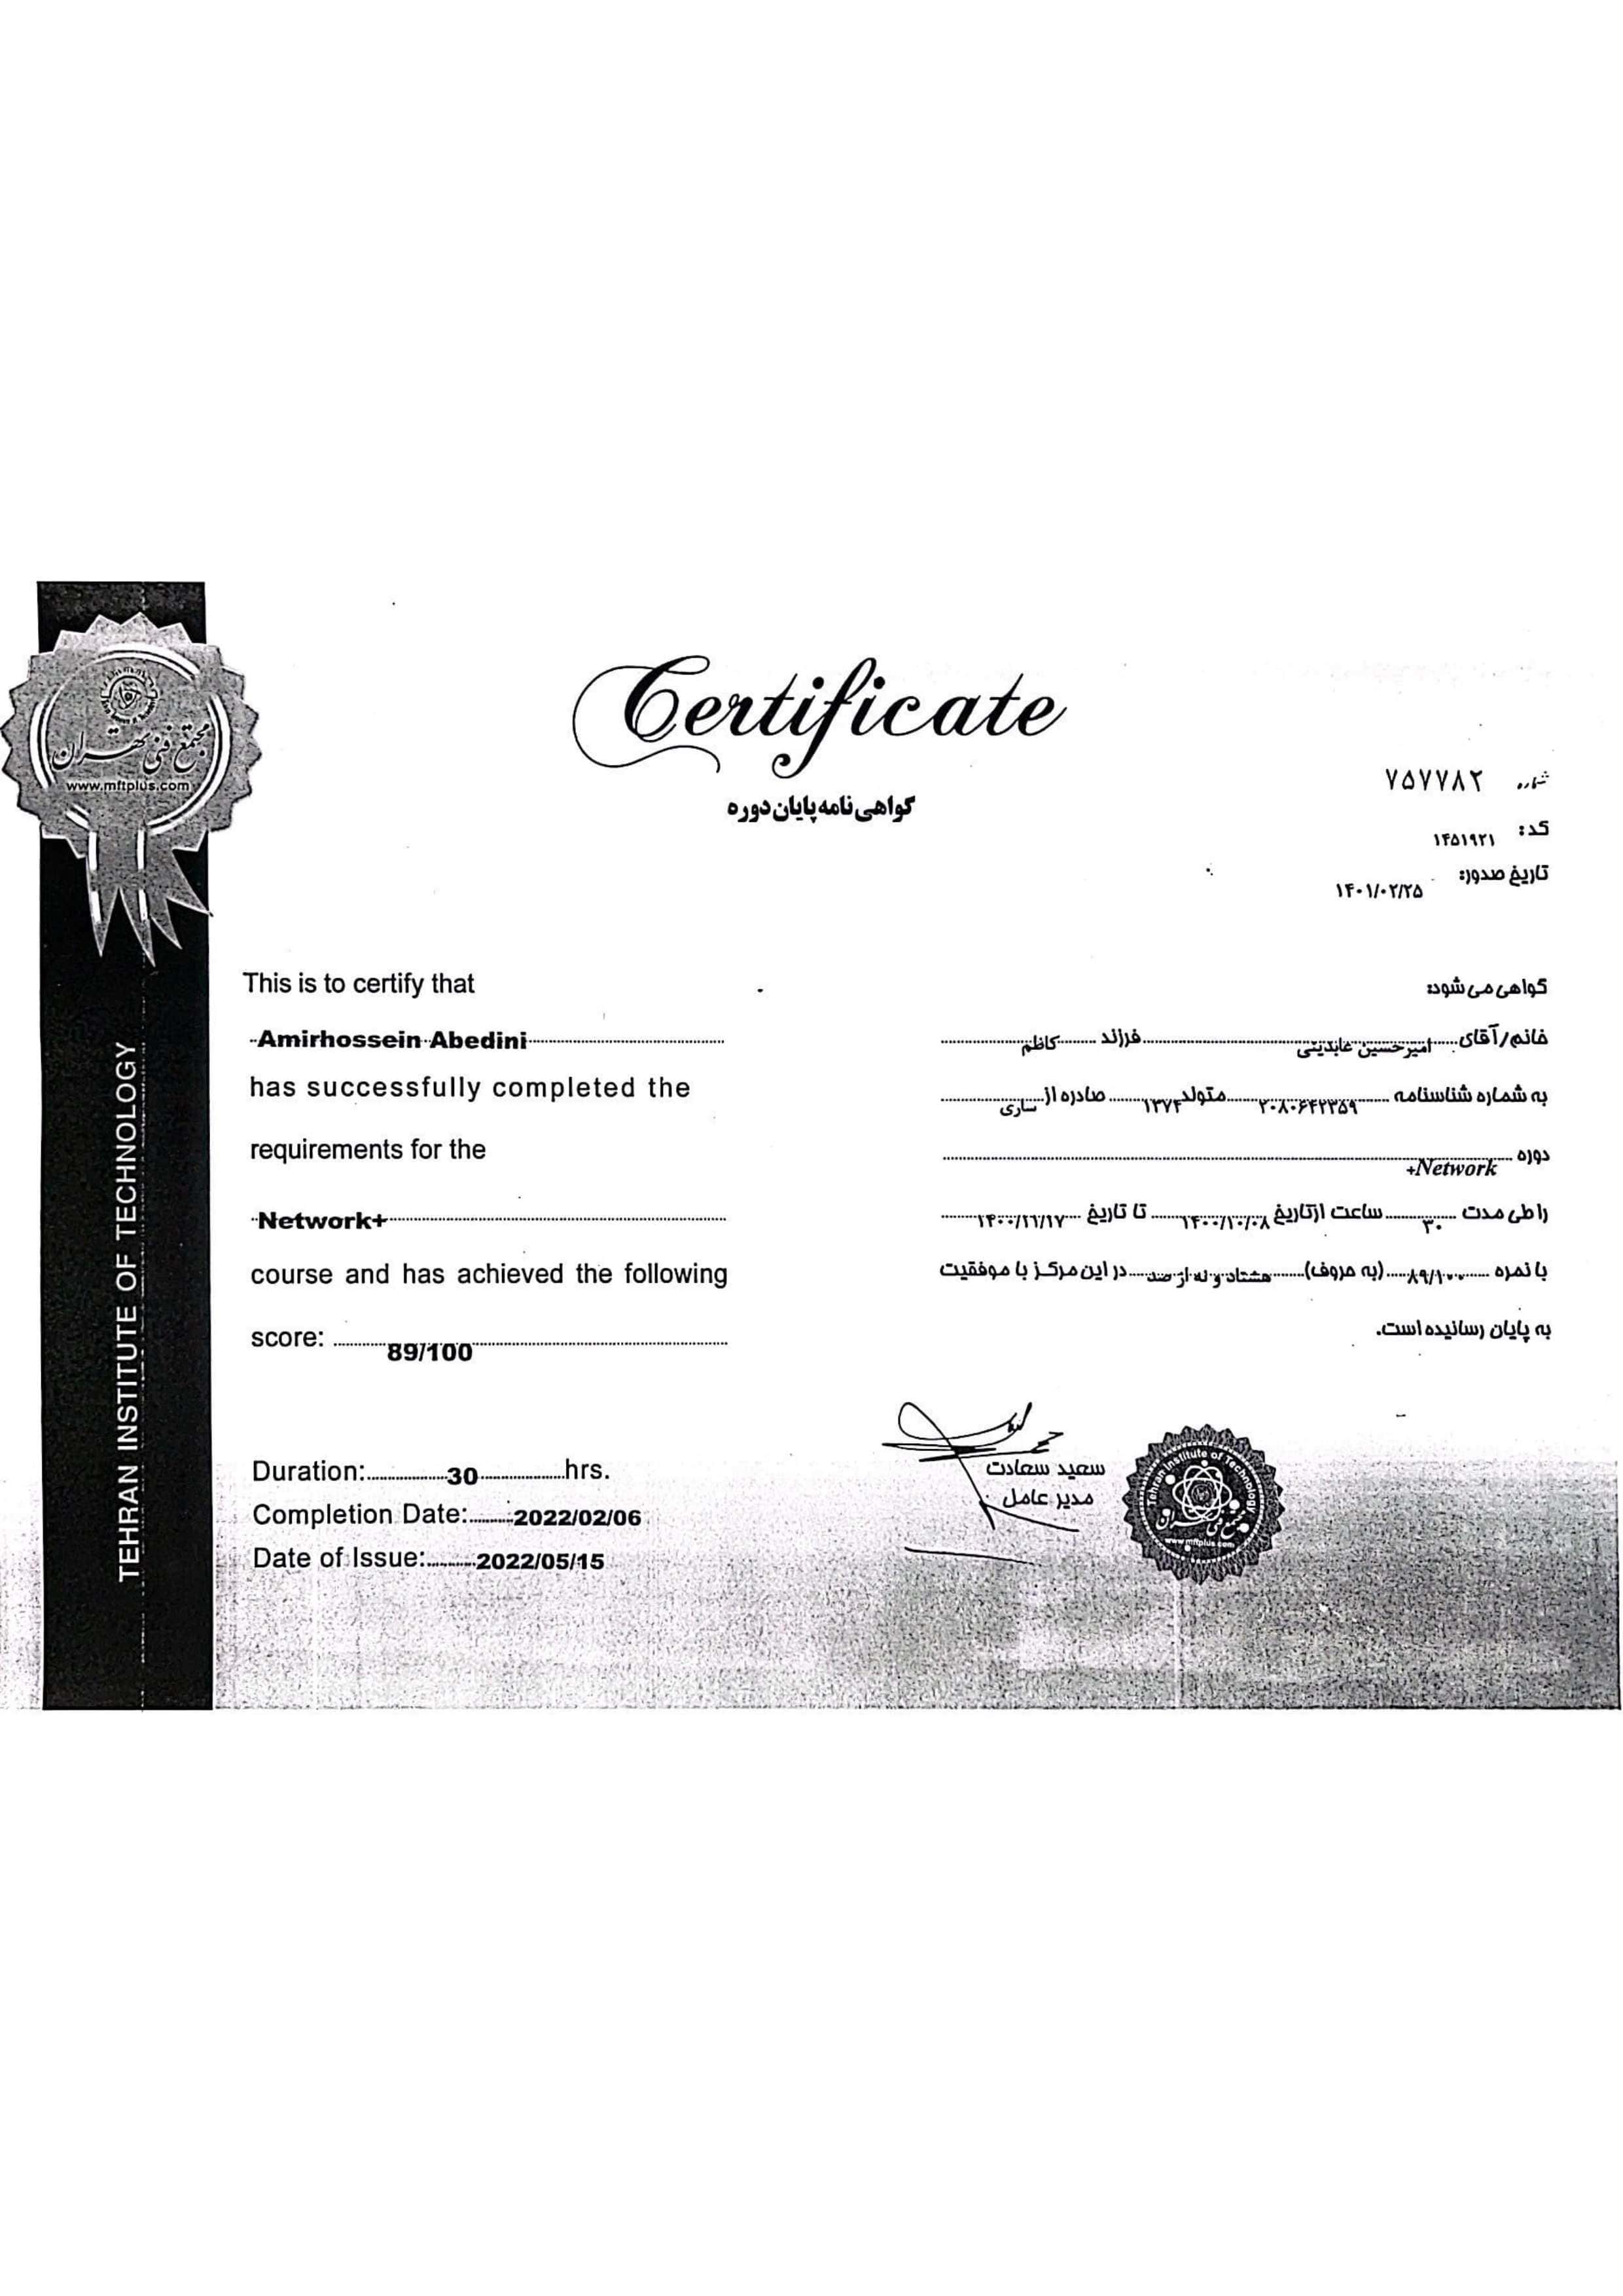 مجتمع فنی تهران
www.mftplus.com
TEHRAN INSTITUTE OF TECHNOLOGY
Certificate
گواهی‌نامه پایان دوره
شماره ۷۵۷۷۸۲
کد: ۱۴۵۱۹۲۱
تاریخ صدور: ۱۴۰۱/۰۲/۲۵
This is to certify that
Amirhossein Abedini
has successfully completed the
requirements for the
Network+
course and has achieved the following
score: 89/100
Duration: 30 hrs.
Completion Date: 2022/02/06
Date of Issue: 2022/05/15
گواهی می شود:
خانم/آقای امیرحسین عابدینی فرزند کاظم
به شماره شناسنامه ۲۰۸۰۶۴۲۳۵۹ متولد ۱۳۷۴ صادره از ساری
دوره Network+
را طی مدت ۳۰ ساعت از تاریخ ۱۴۰۰/۱۰/۰۸ تا تاریخ ۱۴۰۰/۱۱/۱۷
با نمره ۸۹/۱۰۰ (به حروف) هشتاد و نه از صد در این مرکز با موفقیت
به پایان رسانیده است.
سعید سعادت
مدیر عامل
Tehran Institute of Technology
مجتمع فنی تهران
www.mftplus.com